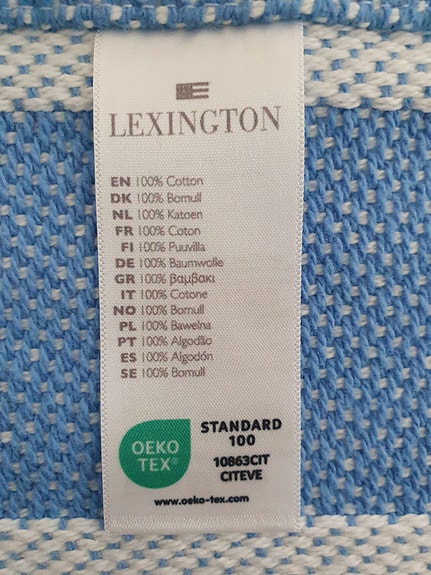 LEXINGTON
EN 100% Cotton
DK 100% Bomull
NL 100% Katoen
FR 100% Coton
FI 100% Puuvilla
DE 100% Baumwolle
GR 100% βαμβακι
IT 100% Cotone
NO 100% Bomull
PL 100% Bawelna
PT 100% Algodão
ES 100% Algodón
SE 100% Bomull
OEKO
TEX®
STANDARD
100
10863CIT
CITEVE
www.oeko-tex.com